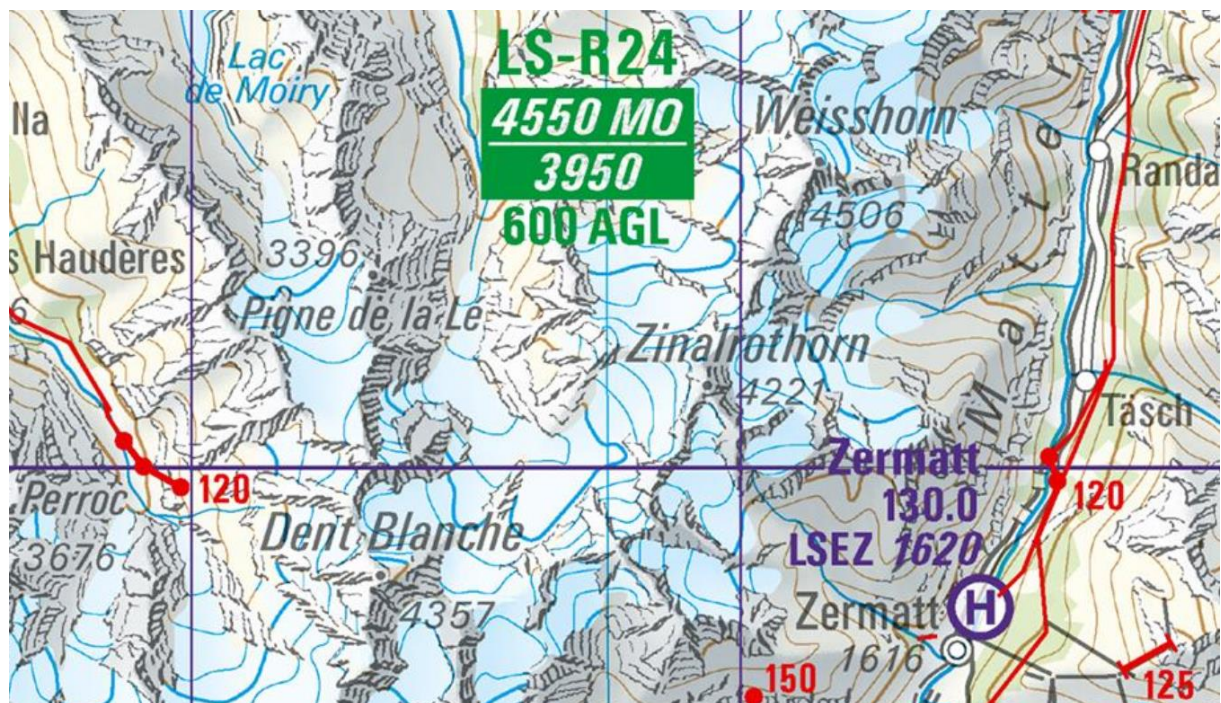 LS-R24
4550 MO
3950
600 AGL
Lac
de Moiry
lla
Weisshorn
4506
Matter
Randa
s Hauderes
3396
Pigne de la Le
Zinalrothorn
4221
Täsch
Zermatt
130.0
LSEZ 1620
120
120
Perroc
3676
Dent Blanche
4357
Zermatt
H
1616
150
125